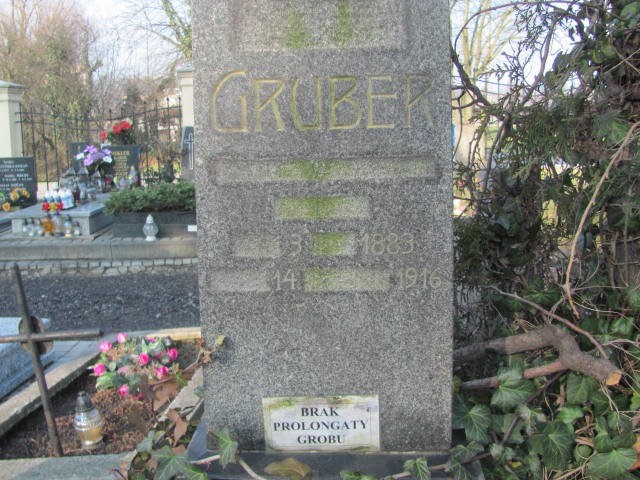 GRUBER
3 1883
14 1916
BRAK
PROLONGATY
GROBU